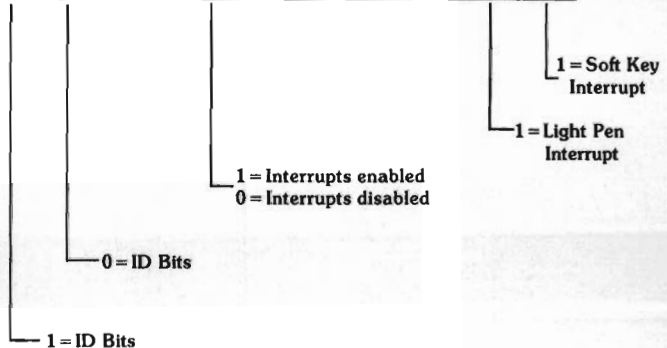 1 = Soft Key
Interrupt
1 = Light Pen
Interrupt
1 = Interrupts enabled
0 = Interrupts disabled
0 = ID Bits
1 = ID Bits